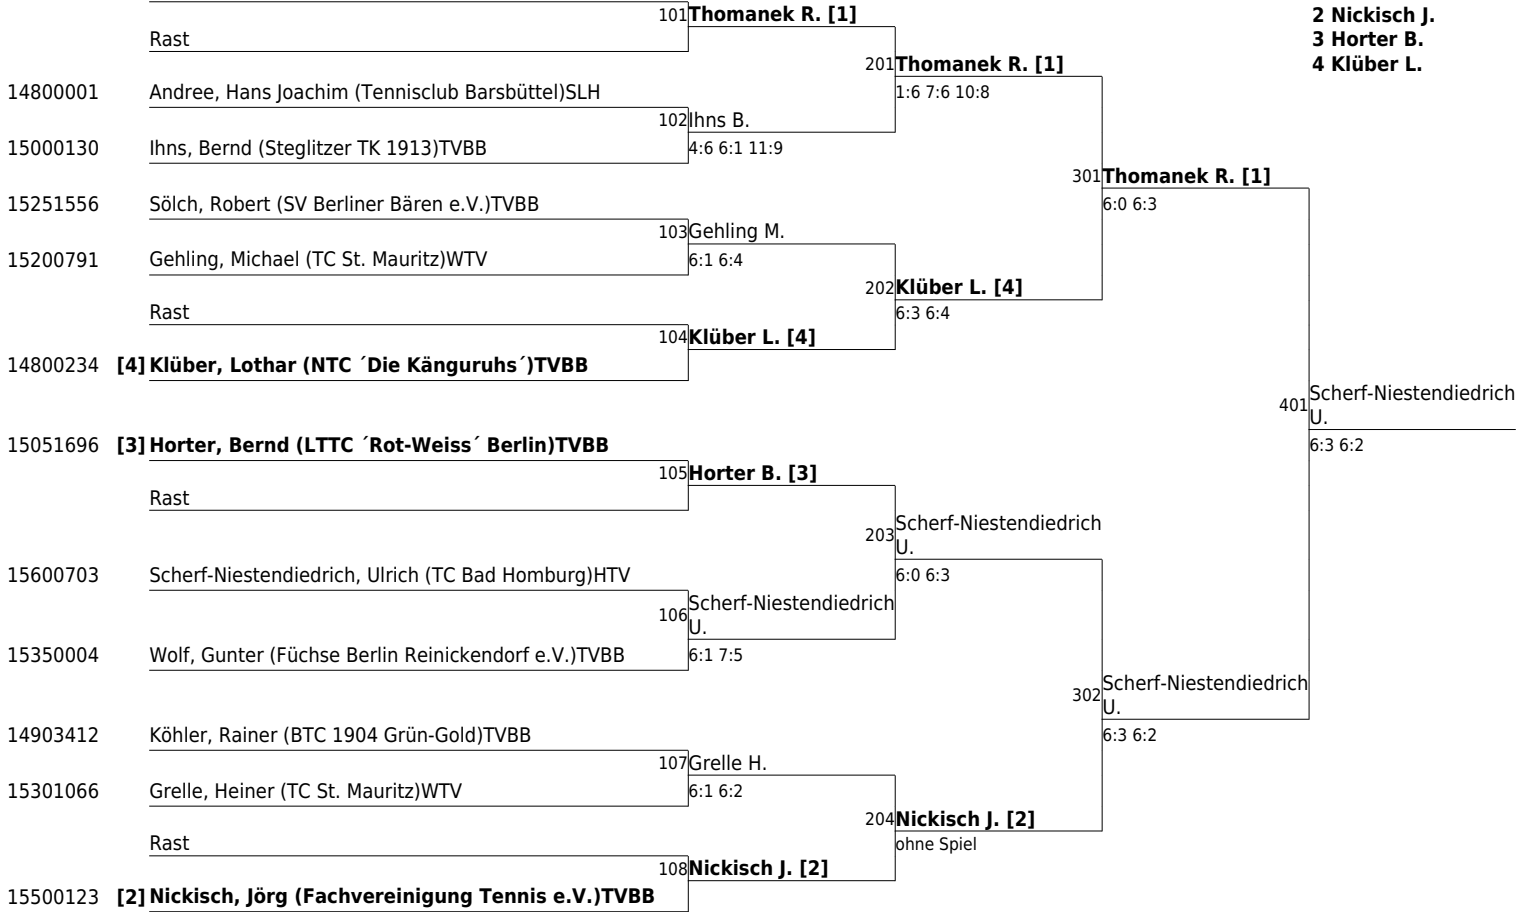 101 Thomanek R. [1]
2 Nickisch J.
Rast
3 Horter B.
201 Thomanek R. [1]
4 Klüber L.
14800001 Andree, Hans Joachim (Tennisclub Barsbüttel)SLH
1:6 7:6 10:8
102 Ihns B.
15000130 Ihns, Bernd (Steglitzer TK 1913)TVBB
4:6 6:1 11:9
301 Thomanek R. [1]
15251556 Sölch, Robert (SV Berliner Bären e.V.)TVBB
6:0 6:3
103 Gehling M.
15200791 Gehling, Michael (TC St. Mauritz)WTV
6:1 6:4
202 Klüber L. [4]
Rast
6:3 6:4
104 Klüber L. [4]
14800234 [4] Klüber, Lothar (NTC ´Die Känguruhs´)TVBB
401 Scherf-Niestendiedrich
U.
15051696 [3] Horter, Bernd (LTTC ´Rot-Weiss´ Berlin)TVBB
6:3 6:2
105 Horter B. [3]
Rast
203 Scherf-Niestendiedrich
U.
15600703 Scherf-Niestendiedrich, Ulrich (TC Bad Homburg)HTV
6:0 6:3
106 Scherf-Niestendiedrich
U.
15350004 Wolf, Gunter (Füchse Berlin Reinickendorf e.V.)TVBB
6:1 7:5
302 Scherf-Niestendiedrich
U.
14903412 Köhler, Rainer (BTC 1904 Grün-Gold)TVBB
6:3 6:2
107 Grelle H.
15301066 Grelle, Heiner (TC St. Mauritz)WTV
6:1 6:2
204 Nickisch J. [2]
Rast
ohne Spiel
108 Nickisch J. [2]
15500123 [2] Nickisch, Jörg (Fachvereinigung Tennis e.V.)TVBB